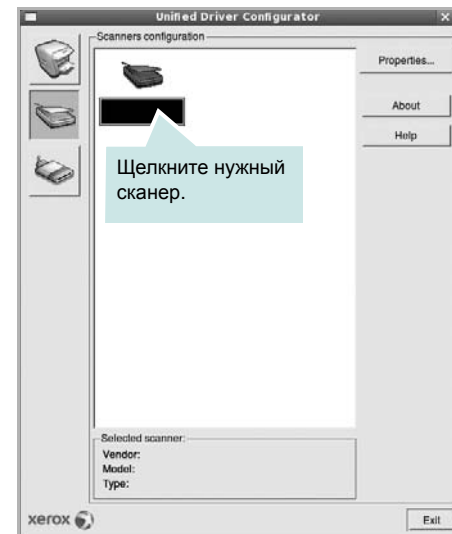 Unified Driver Configurator
Scanners configuration
Properties...
About
Help
Щелкните нужный
сканер.
Selected scanner:
Vendor:
Model:
Type:
xerox
Exit